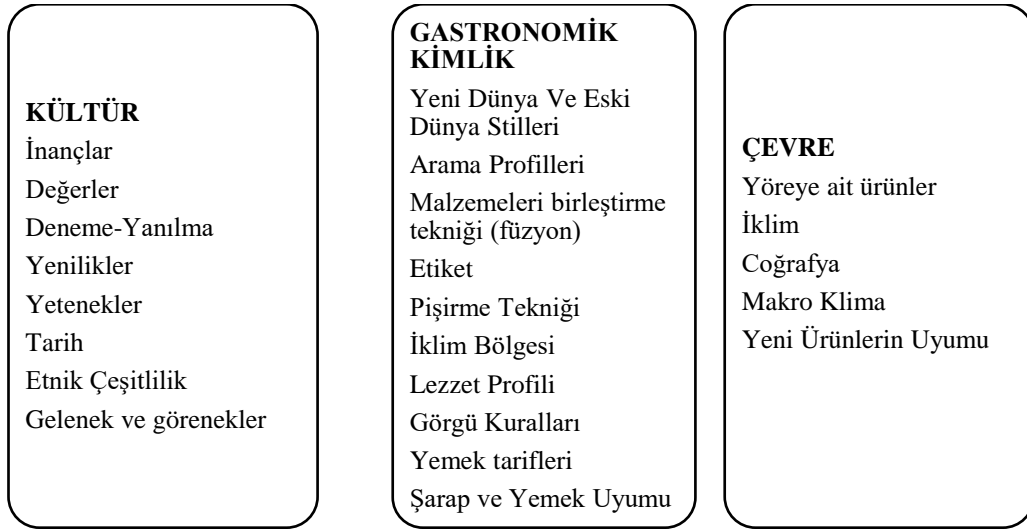 KÜLTÜR
İnançlar
Değerler
Deneme-Yanılma
Yenilikler
Yetenekler
Tarih
Etnik Çeşitlilik
Gelenek ve görenekler
GASTRONOMİK
KİMLİK
Yeni Dünya Ve Eski
Dünya Stilleri
Arama Profilleri
Malzemeleri birleştirme
tekniği (füzyon)
Etiket
Pişirme Tekniği
İklim Bölgesi
Lezzet Profili
Görgü Kuralları
Yemek tarifleri
Şarap ve Yemek Uyumu
ÇEVRE
Yöreye ait ürünler
İklim
Coğrafya
Makro Klima
Yeni Ürünlerin Uyumu